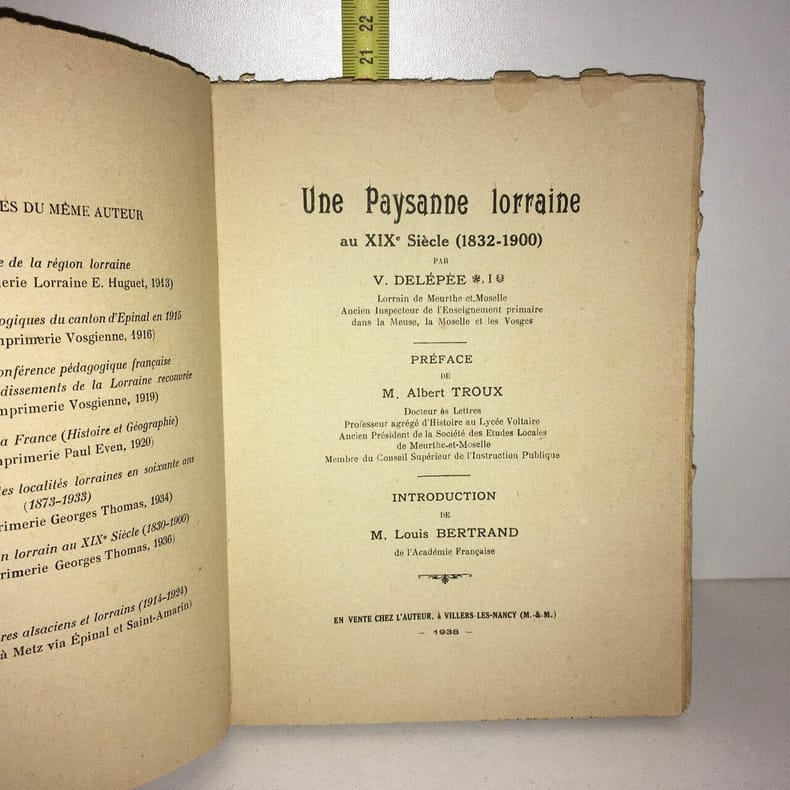 22
21
ES DU MÊME AUTEUR
e de la région lorraine
erie Lorraine E. Huguet, 1913)
ogiques du canton d'Epinal en 1915
nprimerie Vosgienne, 1916)
onférence pédagogique française
dissements de la Lorraine recouvrée
mprimerie Vosgienne, 1919)
a France (Histoire et Géographie)
nprimerie Paul Even, 1920)
tes localités lorraines en soixante ans
(1873-1933)
primerie Georges Thomas, 1934)
n lorrain au XIXe Siècle (1830-1900)
rimerie Georges Thomas, 1936)
res alsaciens et lorrains (1914-1924)
à Metz via Épinal et Saint-Amarin)
Une Paysanne lorraine
au XIXe Siècle (1832-1900)
PAR
V. DELÉPÉE ✽, I ✽
Lorrain de Meurthe-et-Moselle
Ancien Inspecteur de l'Enseignement primaire
dans la Meuse, la Moselle et les Vosges
PRÉFACE
DE
M. Albert TROUX
Docteur ès Lettres
Professeur agrégé d'Histoire au Lycée Voltaire
Ancien Président de la Société des Etudes Locales
de Meurthe-et-Moselle
Membre du Conseil Supérieur de l'Instruction Publique
INTRODUCTION
DE
M. Louis BERTRAND
de l'Académie Française
EN VENTE CHEZ L'AUTEUR, à VILLERS-LES-NANCY (M.-&-M.)
– 1938 –